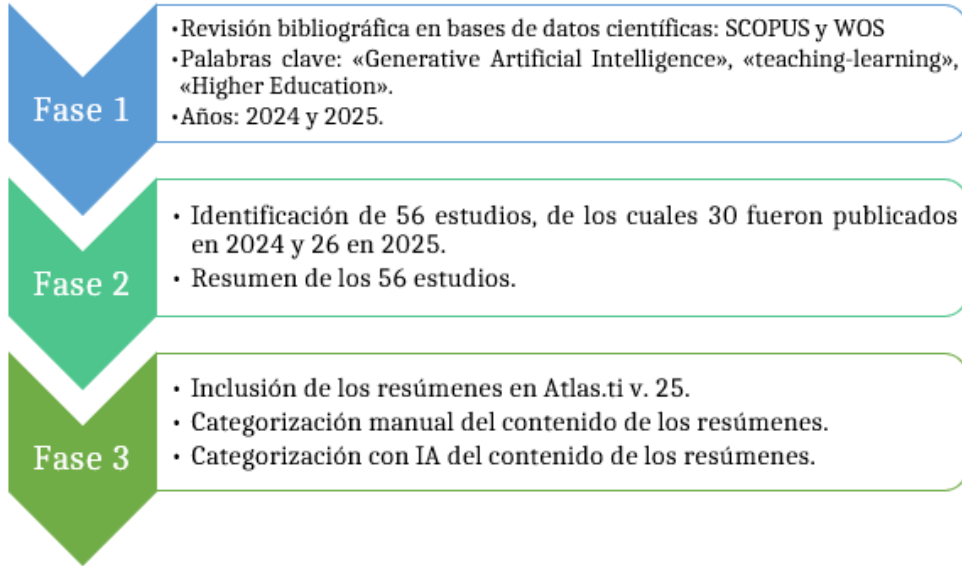 Fase 1
•Revisión bibliográfica en bases de datos científicas: SCOPUS y WOS
•Palabras clave: «Generative Artificial Intelligence», «teaching-learning»,
«Higher Education».
•Años: 2024 y 2025.
Fase 2
• Identificación de 56 estudios, de los cuales 30 fueron publicados
en 2024 y 26 en 2025.
• Resumen de los 56 estudios.
Fase 3
• Inclusión de los resúmenes en Atlas.ti v. 25.
• Categorización manual del contenido de los resúmenes.
• Categorización con IA del contenido de los resúmenes.